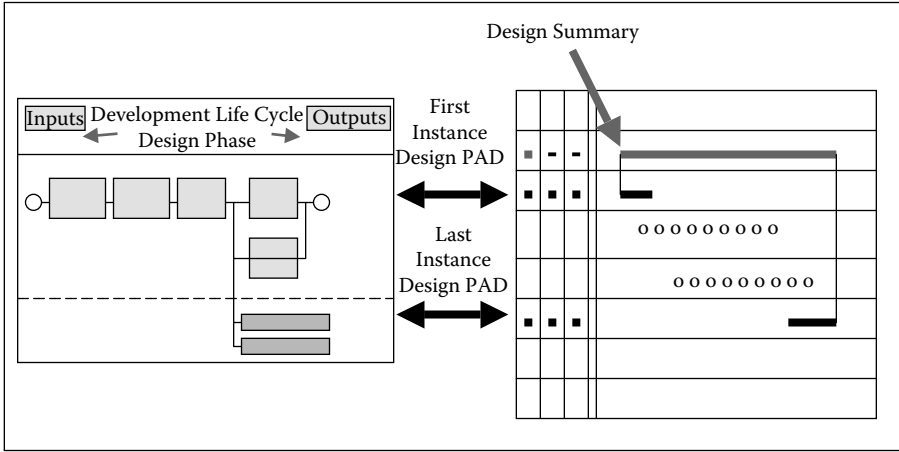 Design Summary
Inputs
Development Life Cycle
Design Phase
Outputs
First
Instance
Design PAD
Last
Instance
Design PAD
o o o o o o o o o
o o o o o o o o o